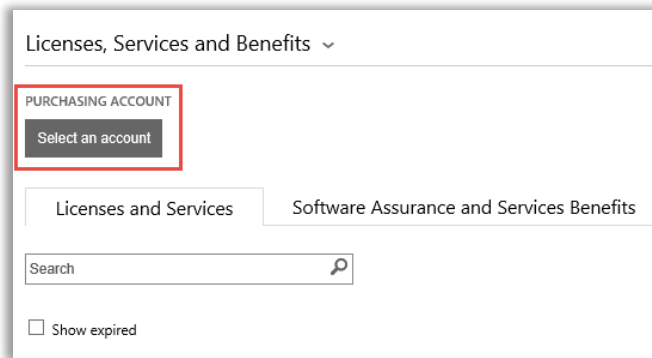 Licenses, Services and Benefits
PURCHASING ACCOUNT
Select an account
Licenses and Services
Software Assurance and Services Benefits
Search
Show expired